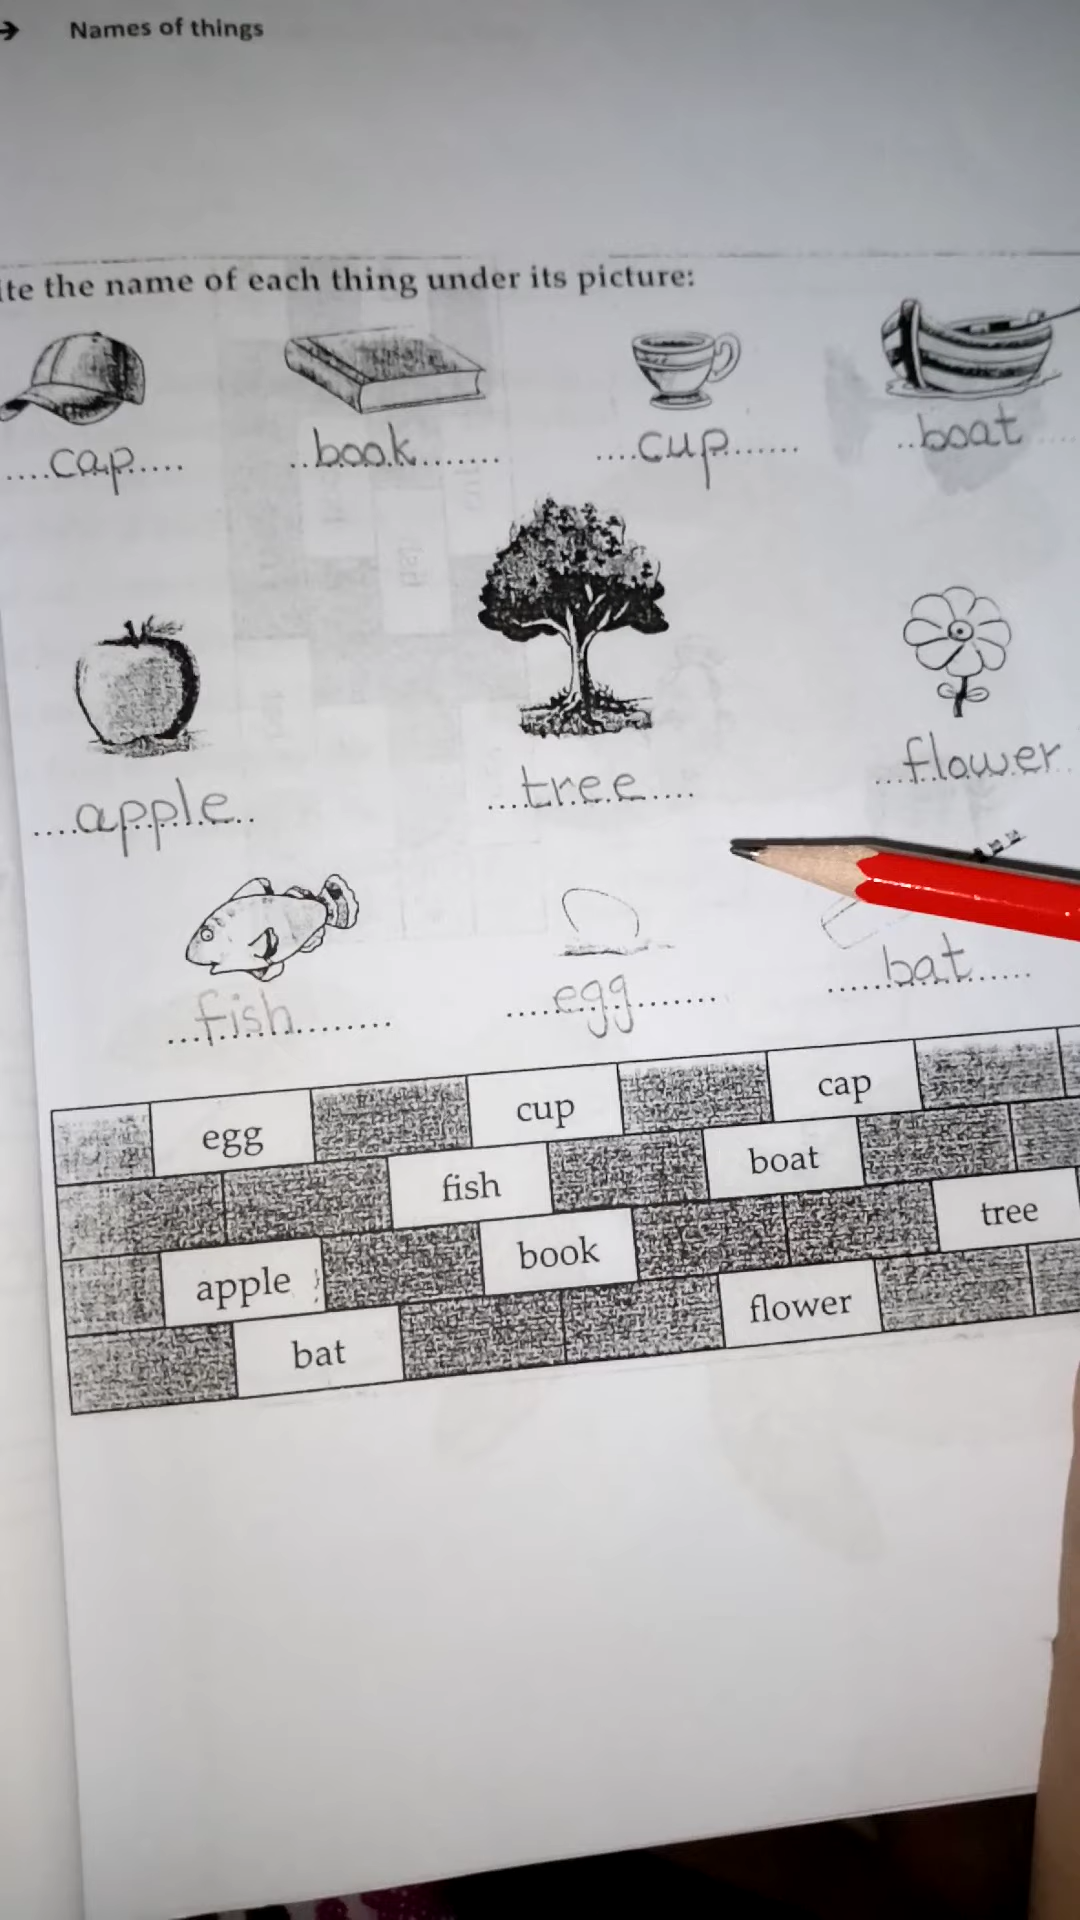 Names of things
ite the name of each thing under its picture:
cap book cup boat
apple tree flower
fish egg bat
egg cup cap
fish boat
apple book tree
bat flower